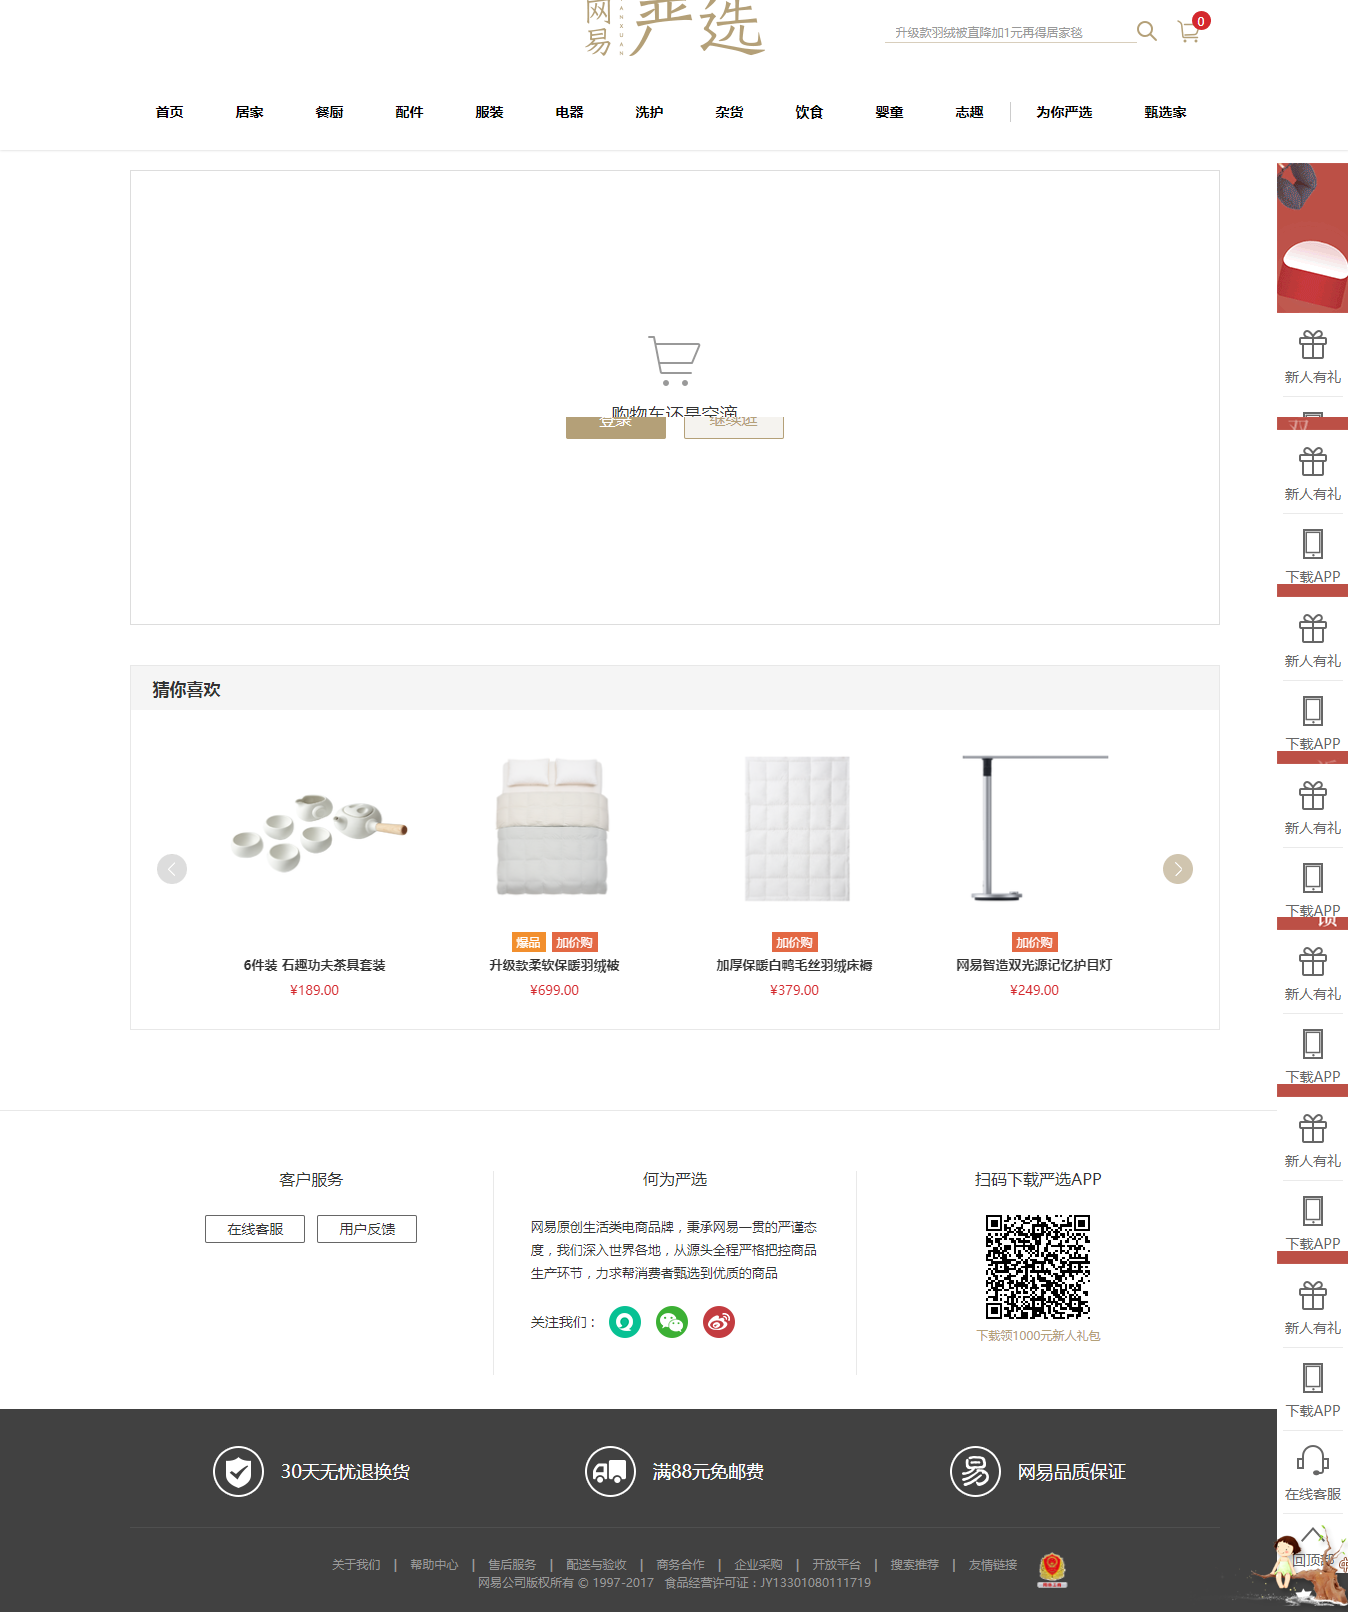 网易
YANXUAN
严选
升级款羽绒被直降加1元再得居家毯
0
首页 居家 餐厨 配件 服装 电器 洗护 杂货 饮食 婴童 志趣 为你严选 甄选家
新人有礼
购物车还是空滴
登录 继续逛
双
新人有礼
下载APP
新人有礼
猜你喜欢
下载APP
新人有礼
下载APP
爆品 加价购
加价购
加价购
6件装 石趣功夫茶具套装
升级款柔软保暖羽绒被
加厚保暖白鸭毛丝羽绒床褥
网易智造双光源记忆护目灯
¥189.00
¥699.00
¥379.00
¥249.00
新人有礼
下载APP
新人有礼
下载APP
新人有礼
下载APP
客户服务
在线客服 用户反馈
何为严选
网易原创生活类电商品牌，秉承网易一贯的严谨态
度，我们深入世界各地，从源头全程严格把控商品
生产环节，力求帮消费者甄选到优质的商品
关注我们：
扫码下载严选APP
下载领1000元新人礼包
在线客服
回顶部
30天无忧退换货
满88元免邮费
易
网易品质保证
关于我们 | 帮助中心 | 售后服务 | 配送与验收 | 商务合作 | 企业采购 | 开放平台 | 搜索推荐 | 友情链接
网易公司版权所有 © 1997-2017 食品经营许可证：JY13301080111719